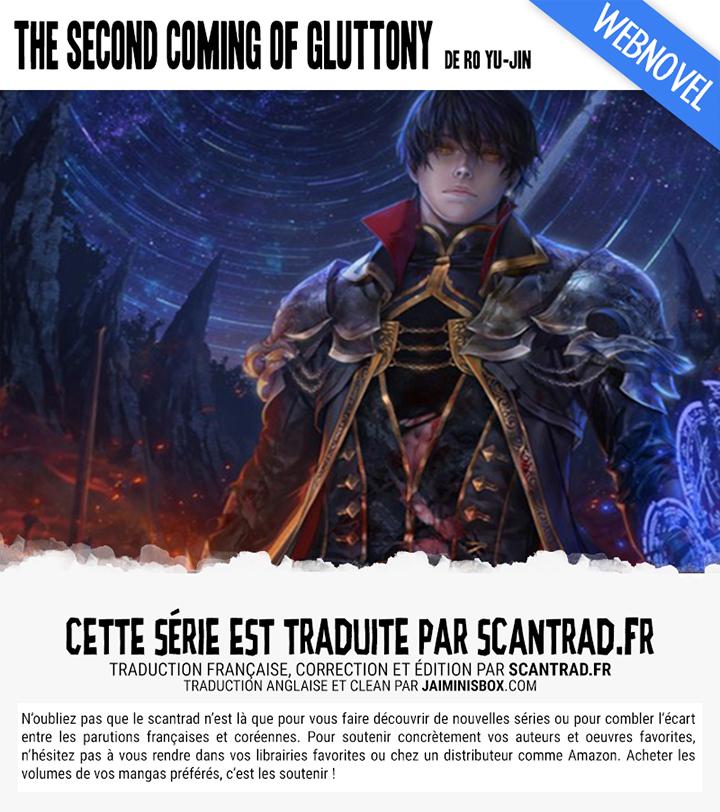 THE SECOND COMING OF GLUTTONY DE RO YU-JIN
WEBNOVEL
CETTE SÉRIE EST TRADUITE PAR SCANTRAD.FR
TRADUCTION FRANÇAISE, CORRECTION ET ÉDITION PAR SCANTRAD.FR
TRADUCTION ANGLAISE ET CLEAN PAR JAIMINISBOX.COM
N'oubliez pas que le scantrad n'est là que pour vous faire découvrir de nouvelles séries ou pour combler l'écart
entre les parutions françaises et coréennes. Pour soutenir concrètement vos auteurs et oeuvres favorites,
n'hésitez pas à vous rendre dans vos librairies favorites ou chez un distributeur comme Amazon. Acheter les
volumes de vos mangas préférés, c'est les soutenir !